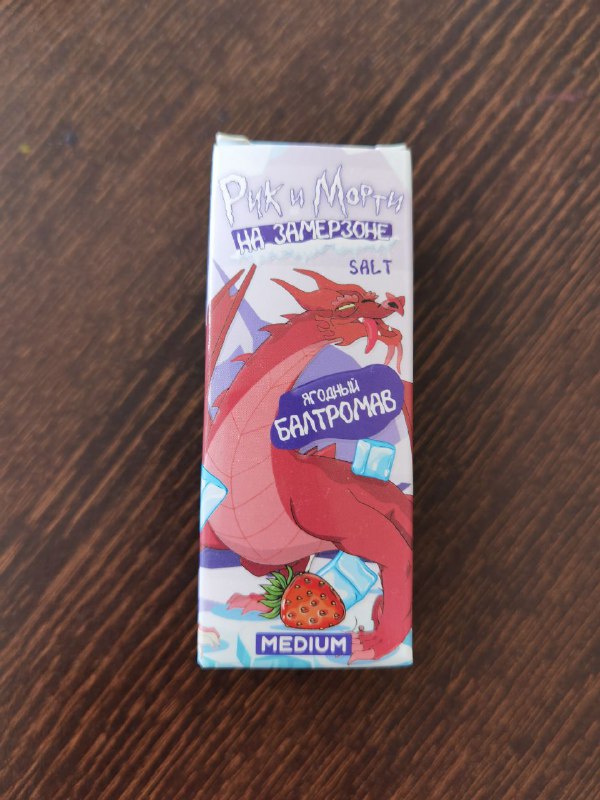 Рик и Морти
НА ЗАМЕРЗОНЕ
SALT
ЯГОДНЫЙ
БАЛТРОМАВ
MEDIUM